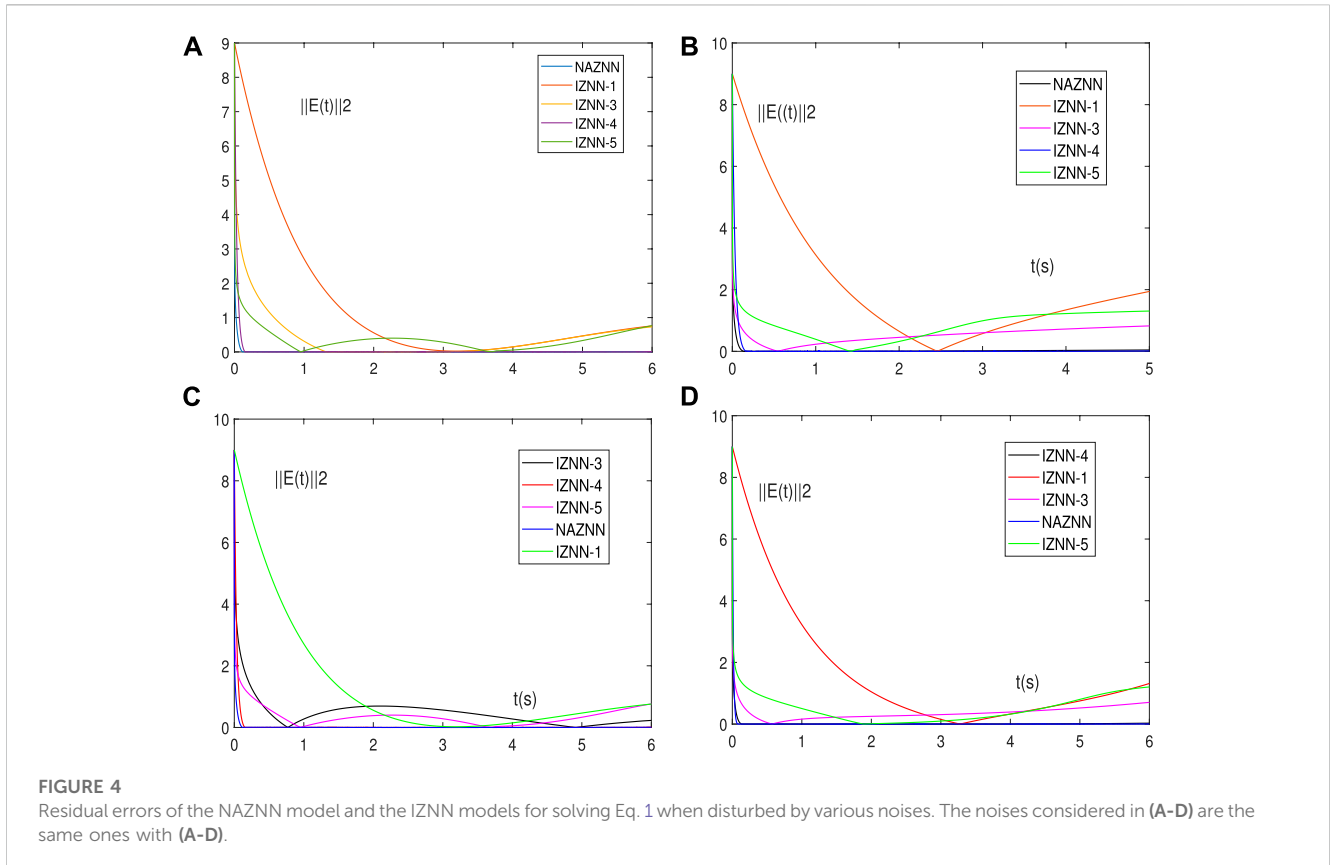 A
9
8
7
6
5
4
3
2
1
0
||E(t)||2
NAZNN
IZNN-1
IZNN-3
IZNN-4
IZNN-5
0 1 2 3 4 5 6
B
10
8
6
4
2
0
||E((t)||2
NAZNN
IZNN-1
IZNN-3
IZNN-4
IZNN-5
t(s)
0 1 2 3 4 5
C
10
8
6
4
2
0
||E(t)||2
IZNN-3
IZNN-4
IZNN-5
NAZNN
IZNN-1
t(s)
0 1 2 3 4 5 6
D
10
8
6
4
2
0
||E(t)||2
IZNN-4
IZNN-1
IZNN-3
NAZNN
IZNN-5
t(s)
0 1 2 3 4 5 6
FIGURE 4
Residual errors of the NAZNN model and the IZNN models for solving Eq. 1 when disturbed by various noises. The noises considered in (A-D) are the
same ones with (A-D).